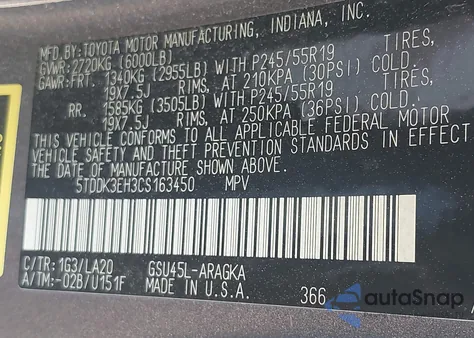 MFD.BY:TOYOTA MOTOR MANUFACTURING, INDIANA, INC.
GVWR:2720KG(6000LB)
GAWR:FRT. 1340KG(2955LB)WITH P245/55R19 TIRES,
19X7.5J RIMS, AT 210KPA(30PSI) COLD.
RR. 1585KG(3505LB)WITH P245/55R19 TIRES,
19X7.5J RIMS, AT 250KPA(36PSI) COLD.
THIS VEHICLE CONFORMS TO ALL APPLICABLE FEDERAL MOTOR
VEHICLE SAFETY AND THEFT PREVENTION STANDARDS IN EFFECT
THE DATE OF MANUFACTURE
5TDDK3EH3CS163450 MPV
C/TR:1G3/LA20 GSU45L-ARAGKA
A/TM:-02B/U151F MADE IN U.S.A. 366
autoSnap